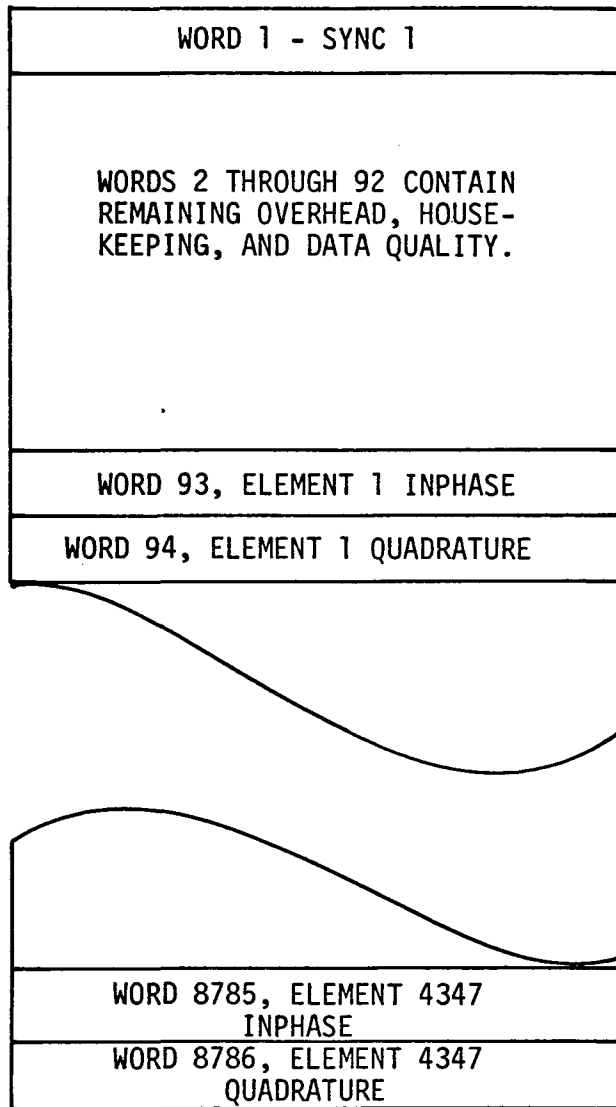 WORD 1 - SYNC 1
WORDS 2 THROUGH 92 CONTAIN
REMAINING OVERHEAD, HOUSE-
KEEPING, AND DATA QUALITY.
WORD 93, ELEMENT 1 INPHASE
WORD 94, ELEMENT 1 QUADRATURE
WORD 8785, ELEMENT 4347
INPHASE
WORD 8786, ELEMENT 4347
QUADRATURE